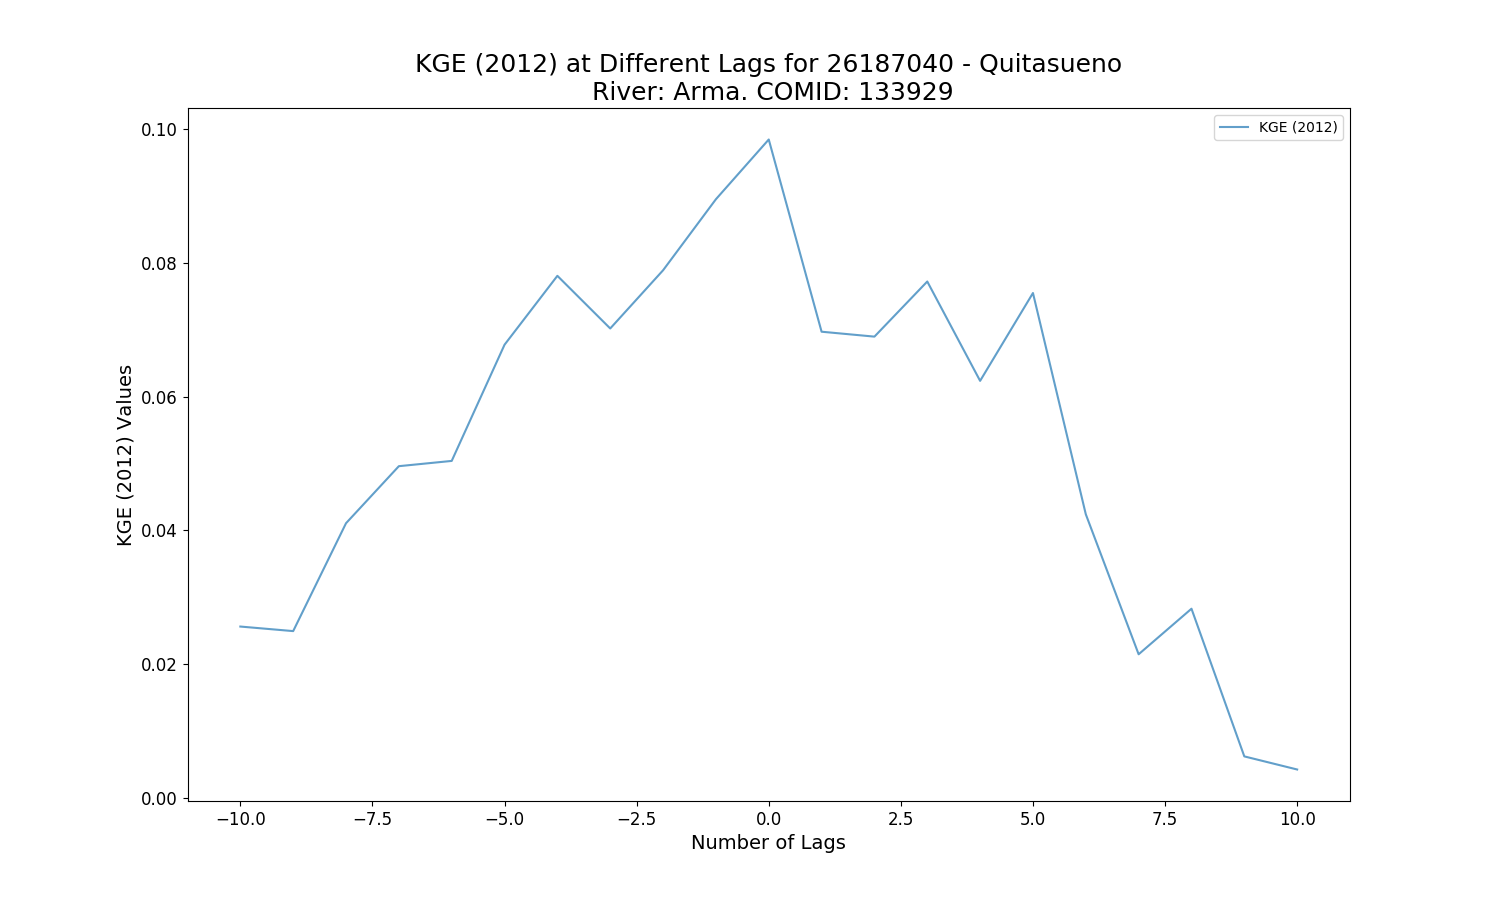 KGE (2012) at Different Lags for 26187040 - Quitasueno
River: Arma. COMID: 133929
KGE (2012)
KGE (2012) Values
0.10
0.08
0.06
0.04
0.02
0.00
−10.0 −7.5 −5.0 −2.5 0.0 2.5 5.0 7.5 10.0
Number of Lags